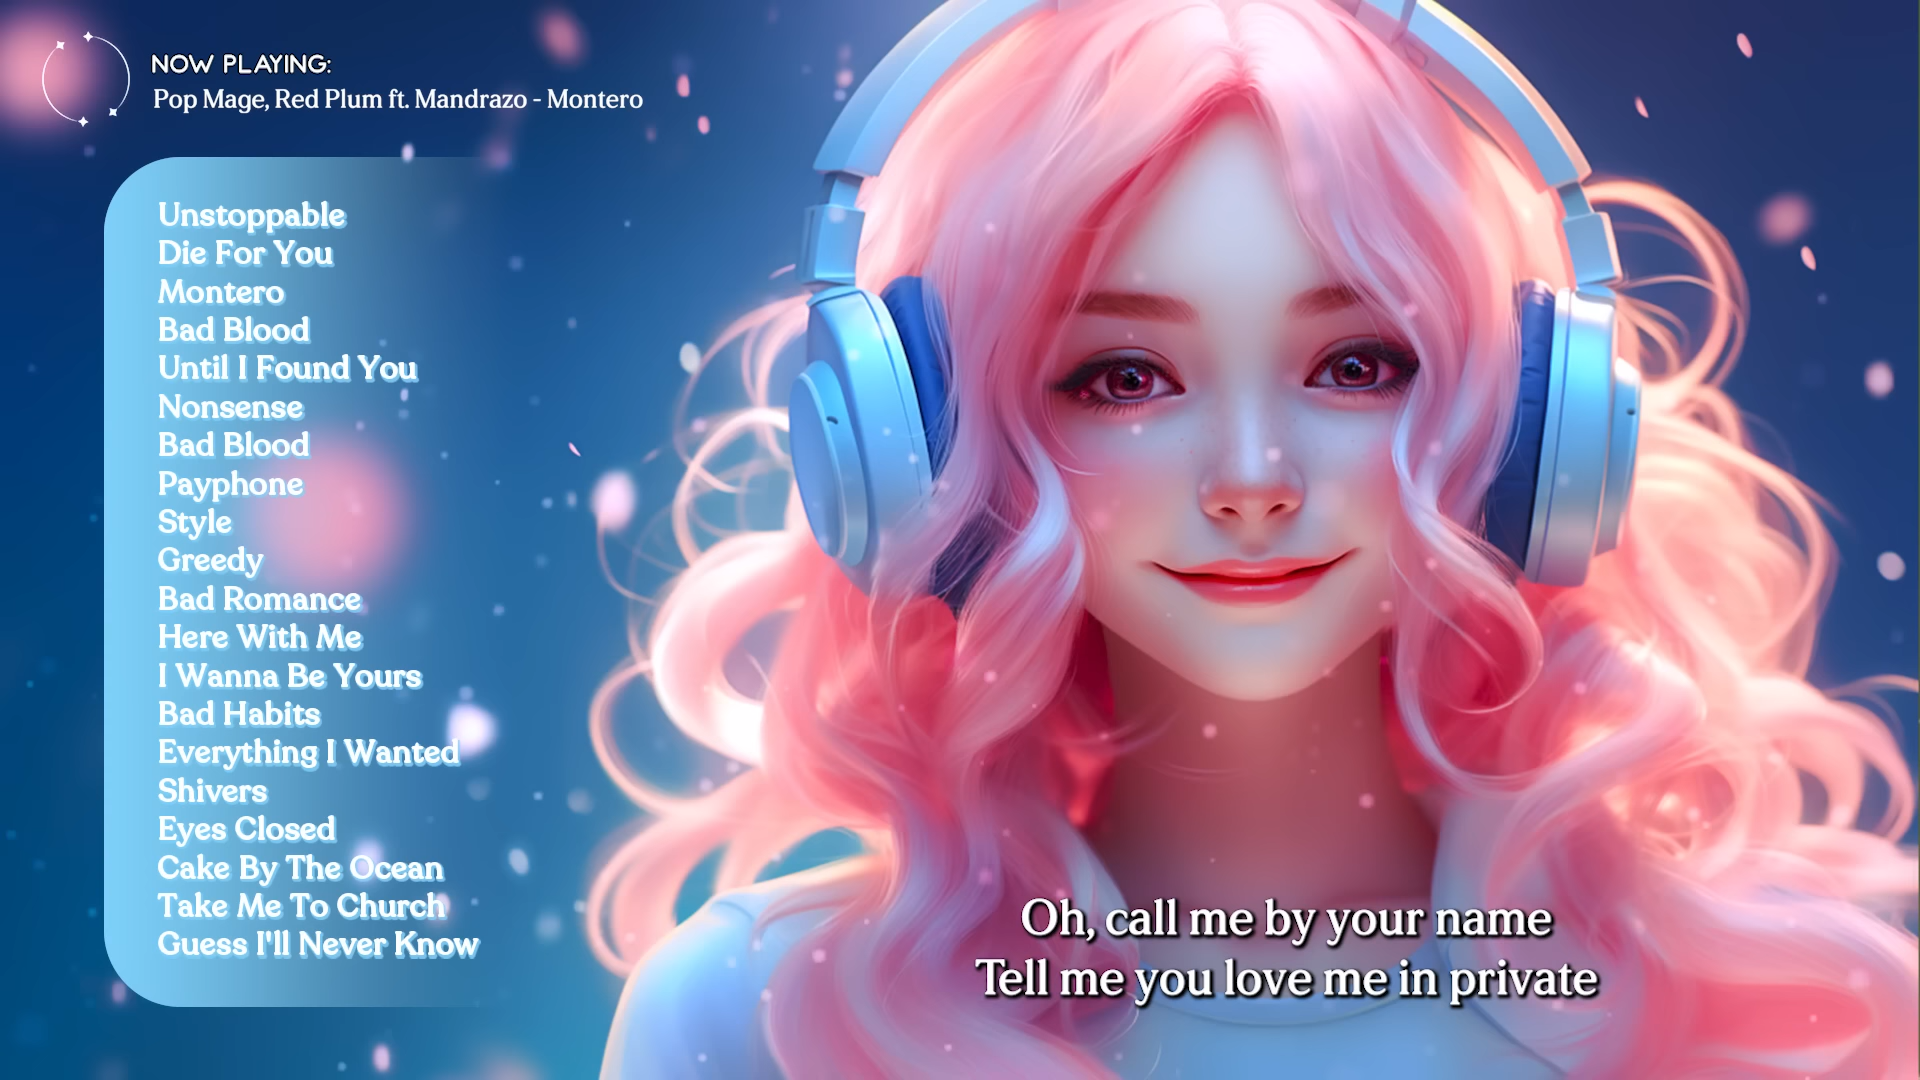 NOW PLAYING:
Pop Mage, Red Plum ft. Mandrazo - Montero
Unstoppable
Die For You
Montero
Bad Blood
Until I Found You
Nonsense
Bad Blood
Payphone
Style
Greedy
Bad Romance
Here With Me
I Wanna Be Yours
Bad Habits
Everything I Wanted
Shivers
Eyes Closed
Cake By The Ocean
Take Me To Church
Guess I'll Never Know
Oh, call me by your name
Tell me you love me in private